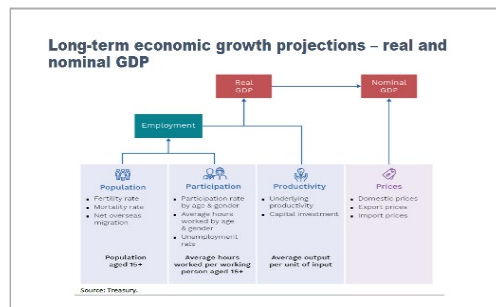 Long-term economic growth projections – real and
nominal GDP
Real
GDP
Nominal
GDP
Employment
Population
• Fertility rate
• Mortality rate
• Net overseas
migration
Population
aged 15+
Participation
• Participation rate
by age & gender
• Average hours
worked by age
& gender
• Unemployment
rate
Average hours
worked per working
person aged 15+
Productivity
• Underlying
productivity
• Capital investment
Average output
per unit of input
Prices
• Domestic prices
• Export prices
• Import prices
Source: Treasury.